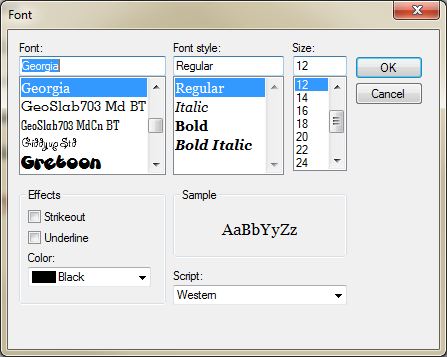 Font
Font:
Georgia
Georgia
GeoSlab703 Md BT
GeoSlab703 MdCn BT
Giddyup Std
Gretoon
Font style:
Regular
Regular
Italic
Bold
Bold Italic
Size:
12
12
14
16
18
20
22
24
OK
Cancel
Effects
Strikeout
Underline
Color:
Black
Sample
AaBbYyZz
Script:
Western